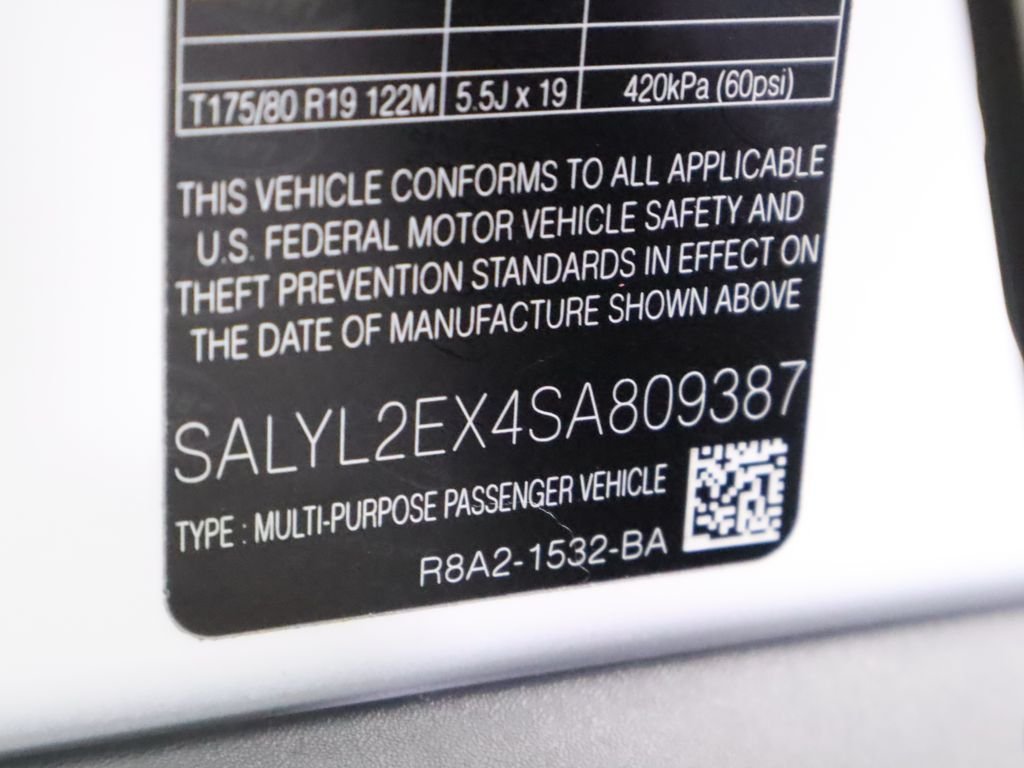 T175/80 R19 122M 5.5J x 19 420kPa (60psi)
THIS VEHICLE CONFORMS TO ALL APPLICABLE
U.S. FEDERAL MOTOR VEHICLE SAFETY AND
THEFT PREVENTION STANDARDS IN EFFECT ON
THE DATE OF MANUFACTURE SHOWN ABOVE
SALYL2EX4SA809387
TYPE : MULTI-PURPOSE PASSENGER VEHICLE
R8A2-1532-BA